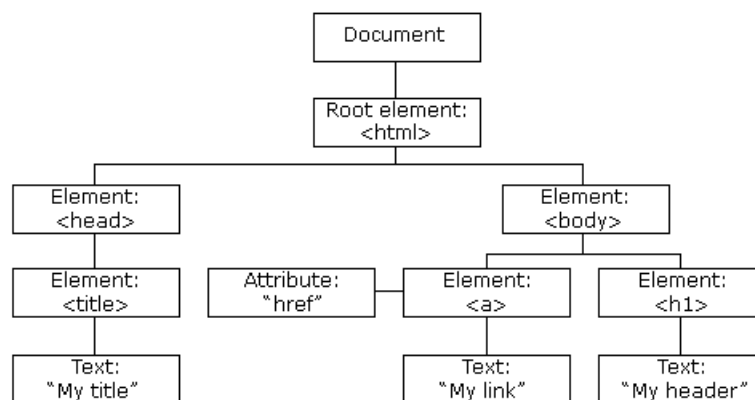 Document
Root element:
<html>
Element:
<head>
Element:
<body>
Element:
<title>
Attribute:
“href”
Element:
<a>
Element:
<h1>
Text:
“My title”
Text:
“My link”
Text:
“My header”